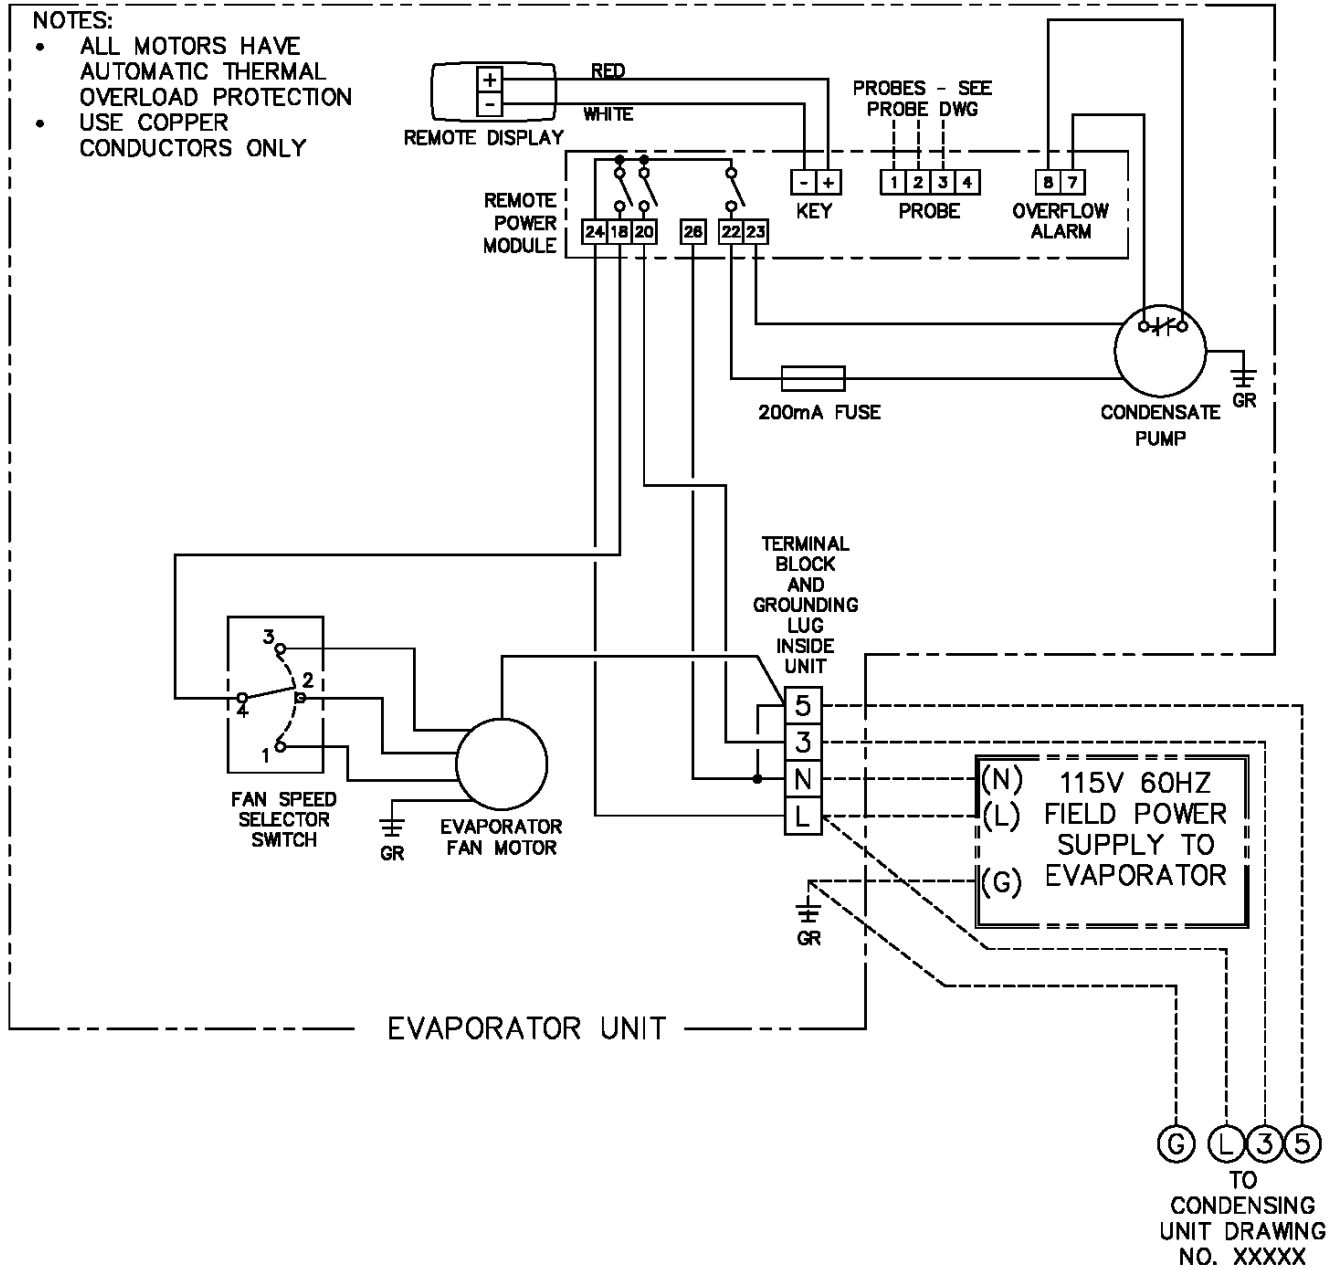 NOTES:
• ALL MOTORS HAVE
AUTOMATIC THERMAL
OVERLOAD PROTECTION
• USE COPPER
CONDUCTORS ONLY
+
-
REMOTE DISPLAY
RED
WHITE
PROBES - SEE
PROBE DWG
REMOTE
POWER
MODULE
24 18 20 26 22 23
- +
KEY
1 2 3 4
PROBE
8 7
OVERFLOW
ALARM
200mA FUSE
CONDENSATE
PUMP
GR
TERMINAL
BLOCK
AND
GROUNDING
LUG
INSIDE
UNIT
3
2
4
1
FAN SPEED
SELECTOR
SWITCH
GR
EVAPORATOR
FAN MOTOR
5
3
N
L
(N)
(L)
(G)
115V 60HZ
FIELD POWER
SUPPLY TO
EVAPORATOR
GR
EVAPORATOR UNIT
G L 3 5
TO
CONDENSING
UNIT DRAWING
NO. XXXXX